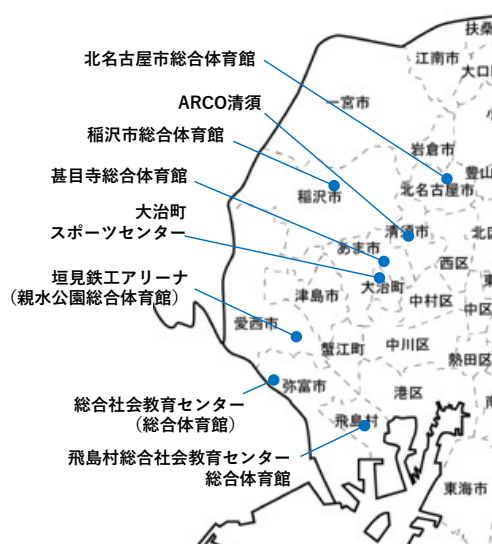 扶桑
江南市
大口
北名古屋市総合体育館
ARCO清須
一宮市
稲沢市総合体育館
岩倉市
甚目寺総合体育館
豊山
稲沢市
北名古屋市
大治町
スポーツセンター
清須市
北区
あま市
西区
垣見鉄工アリーナ
（親水公園総合体育館）
大治町
津島市
中村区
中区
愛西市
蟹江町
中川区
熱田区
弥富市
港区
総合社会教育センター
（総合体育館）
飛島村
飛島村総合社会教育センター
総合体育館
東海市